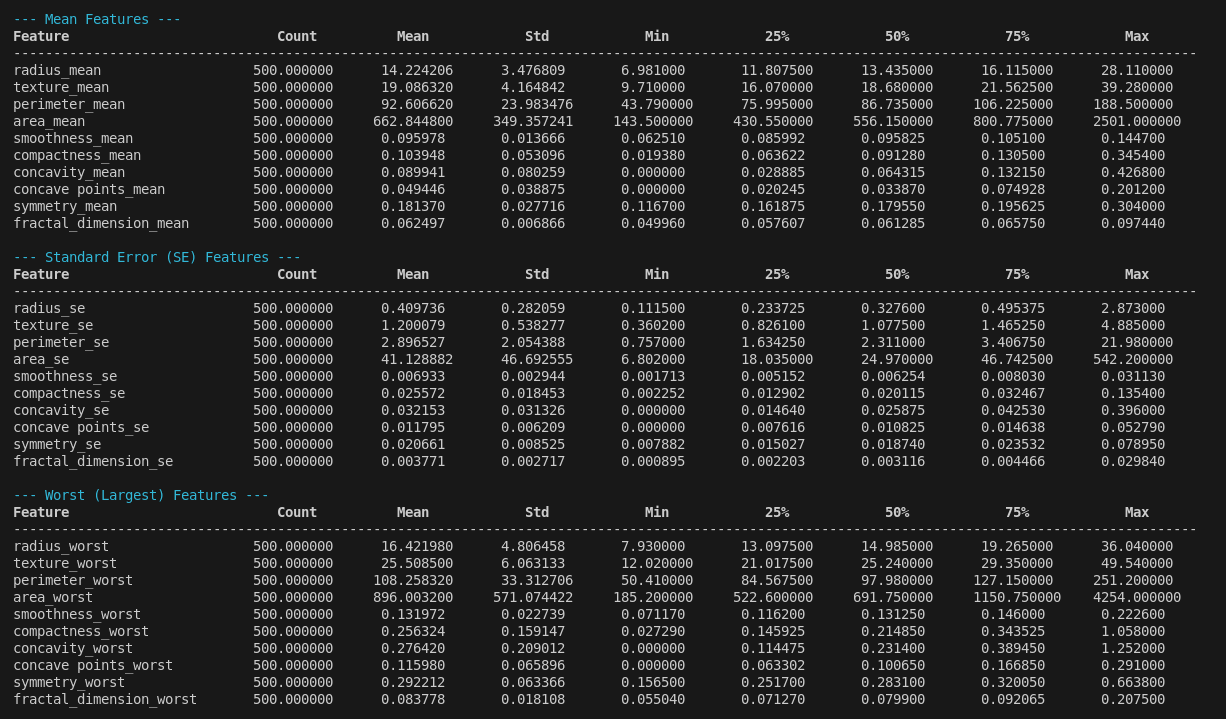 --- Mean Features ---
Feature Count Mean Std Min 25% 50% 75% Max
----------------------------------------------------------------------------------------------------------------------------------------------------
radius_mean 500.000000 14.224206 3.476809 6.981000 11.807500 13.435000 16.115000 28.110000
texture_mean 500.000000 19.086320 4.164842 9.710000 16.070000 18.680000 21.562500 39.280000
perimeter_mean 500.000000 92.606620 23.983476 43.790000 75.995000 86.735000 106.225000 188.500000
area_mean 500.000000 662.844800 349.357241 143.500000 430.550000 556.150000 800.775000 2501.000000
smoothness_mean 500.000000 0.095978 0.013666 0.062510 0.085992 0.095825 0.105100 0.144700
compactness_mean 500.000000 0.103948 0.053096 0.019380 0.063622 0.091280 0.130500 0.345400
concavity_mean 500.000000 0.089941 0.080259 0.000000 0.028885 0.064315 0.132150 0.426800
concave points_mean 500.000000 0.049446 0.038875 0.000000 0.020245 0.033870 0.074928 0.201200
symmetry_mean 500.000000 0.181370 0.027716 0.116700 0.161875 0.179550 0.195625 0.304000
fractal_dimension_mean 500.000000 0.062497 0.006866 0.049960 0.057607 0.061285 0.065750 0.097440
--- Standard Error (SE) Features ---
Feature Count Mean Std Min 25% 50% 75% Max
----------------------------------------------------------------------------------------------------------------------------------------------------
radius_se 500.000000 0.409736 0.282059 0.111500 0.233725 0.327600 0.495375 2.873000
texture_se 500.000000 1.200079 0.538277 0.360200 0.826100 1.077500 1.465250 4.885000
perimeter_se 500.000000 2.896527 2.054388 0.757000 1.634250 2.311000 3.406750 21.980000
area_se 500.000000 41.128882 46.692555 6.802000 18.035000 24.970000 46.742500 542.200000
smoothness_se 500.000000 0.006933 0.002944 0.001713 0.005152 0.006254 0.008030 0.031130
compactness_se 500.000000 0.025572 0.018453 0.002252 0.012902 0.020115 0.032467 0.135400
concavity_se 500.000000 0.032153 0.031326 0.000000 0.014640 0.025875 0.042530 0.396000
concave points_se 500.000000 0.011795 0.006209 0.000000 0.007616 0.010825 0.014638 0.052790
symmetry_se 500.000000 0.020661 0.008525 0.007882 0.015027 0.018740 0.023532 0.078950
fractal_dimension_se 500.000000 0.003771 0.002717 0.000895 0.002203 0.003116 0.004466 0.029840
--- Worst (Largest) Features ---
Feature Count Mean Std Min 25% 50% 75% Max
----------------------------------------------------------------------------------------------------------------------------------------------------
radius_worst 500.000000 16.421980 4.806458 7.930000 13.097500 14.985000 19.265000 36.040000
texture_worst 500.000000 25.508500 6.063133 12.020000 21.017500 25.240000 29.350000 49.540000
perimeter_worst 500.000000 108.258320 33.312706 50.410000 84.567500 97.980000 127.150000 251.200000
area_worst 500.000000 896.003200 571.074422 185.200000 522.600000 691.750000 1150.750000 4254.000000
smoothness_worst 500.000000 0.131972 0.022739 0.071170 0.116200 0.131250 0.146000 0.222600
compactness_worst 500.000000 0.256324 0.159147 0.027290 0.145925 0.214850 0.343525 1.058000
concavity_worst 500.000000 0.276420 0.209012 0.000000 0.114475 0.231400 0.389450 1.252000
concave points_worst 500.000000 0.115980 0.065896 0.000000 0.063302 0.100650 0.166850 0.291000
symmetry_worst 500.000000 0.292212 0.063366 0.156500 0.251700 0.283100 0.320050 0.663800
fractal_dimension_worst 500.000000 0.083778 0.018108 0.055040 0.071270 0.079900 0.092065 0.207500